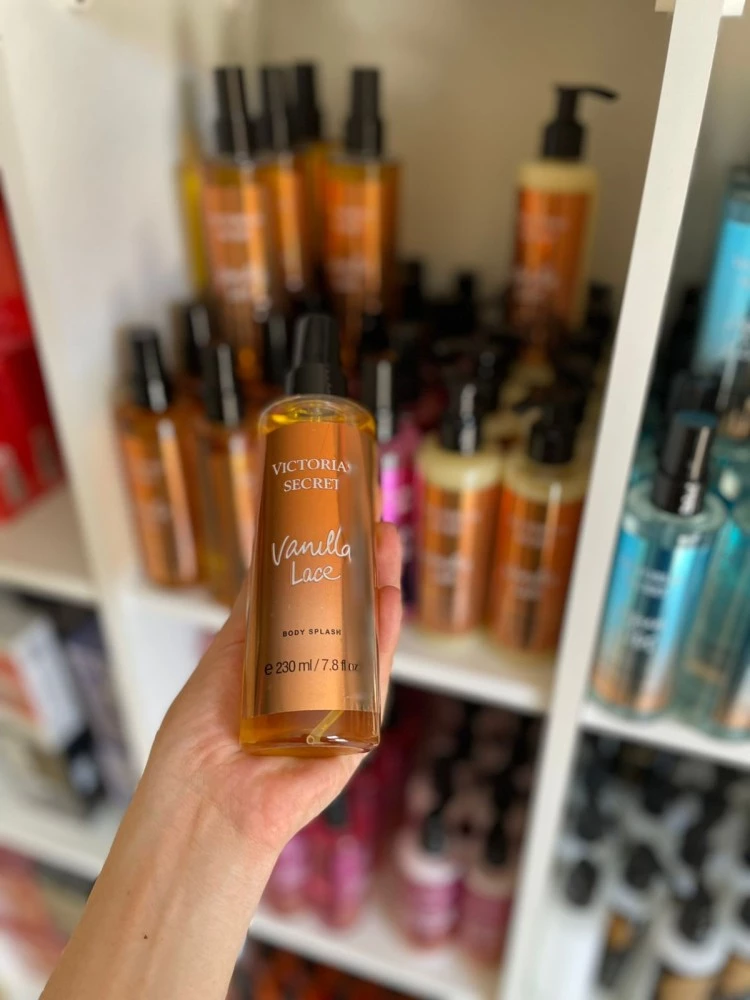 VICTORIA'S
SECRET
Vanilla
Lace
BODY SPLASH
e 230 ml / 7.8 fl oz